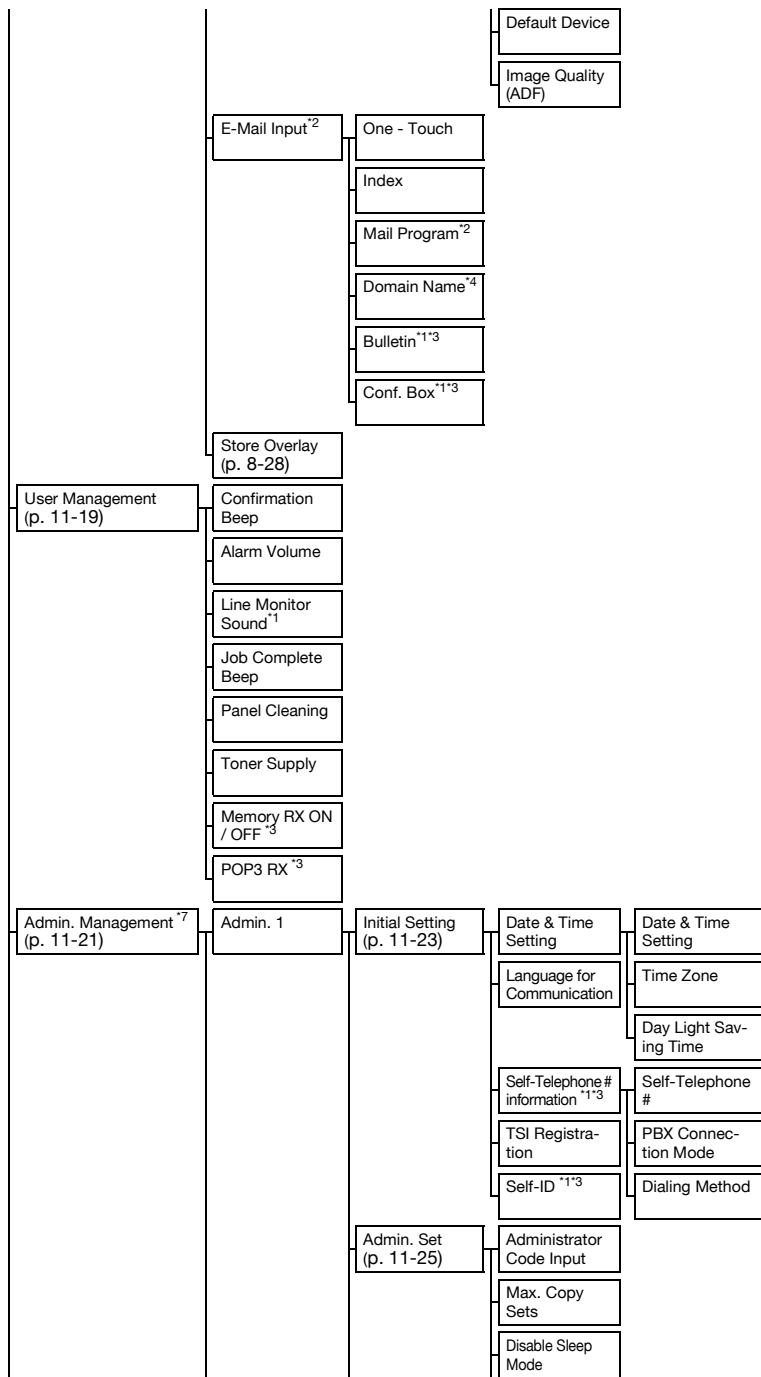 Default Device
Image Quality
(ADF)
E-Mail Input*2
One - Touch
Index
Mail Program*2
Domain Name*4
Bulletin*1*3
Conf. Box*1*3
Store Overlay
(p. 8-28)
User Management
(p. 11-19)
Confirmation
Beep
Alarm Volume
Line Monitor
Sound*1
Job Complete
Beep
Panel Cleaning
Toner Supply
Memory RX ON
/ OFF *3
POP3 RX *3
Admin. Management *7
(p. 11-21)
Admin. 1
Initial Setting
(p. 11-23)
Date & Time
Setting
Date & Time
Setting
Language for
Communication
Time Zone
Day Light Sav-
ing Time
Self-Telephone #
information *1*3
Self-Telephone
#
TSI Registra-
tion
PBX Connec-
tion Mode
Self-ID *1*3
Dialing Method
Admin. Set
(p. 11-25)
Administrator
Code Input
Max. Copy
Sets
Disable Sleep
Mode